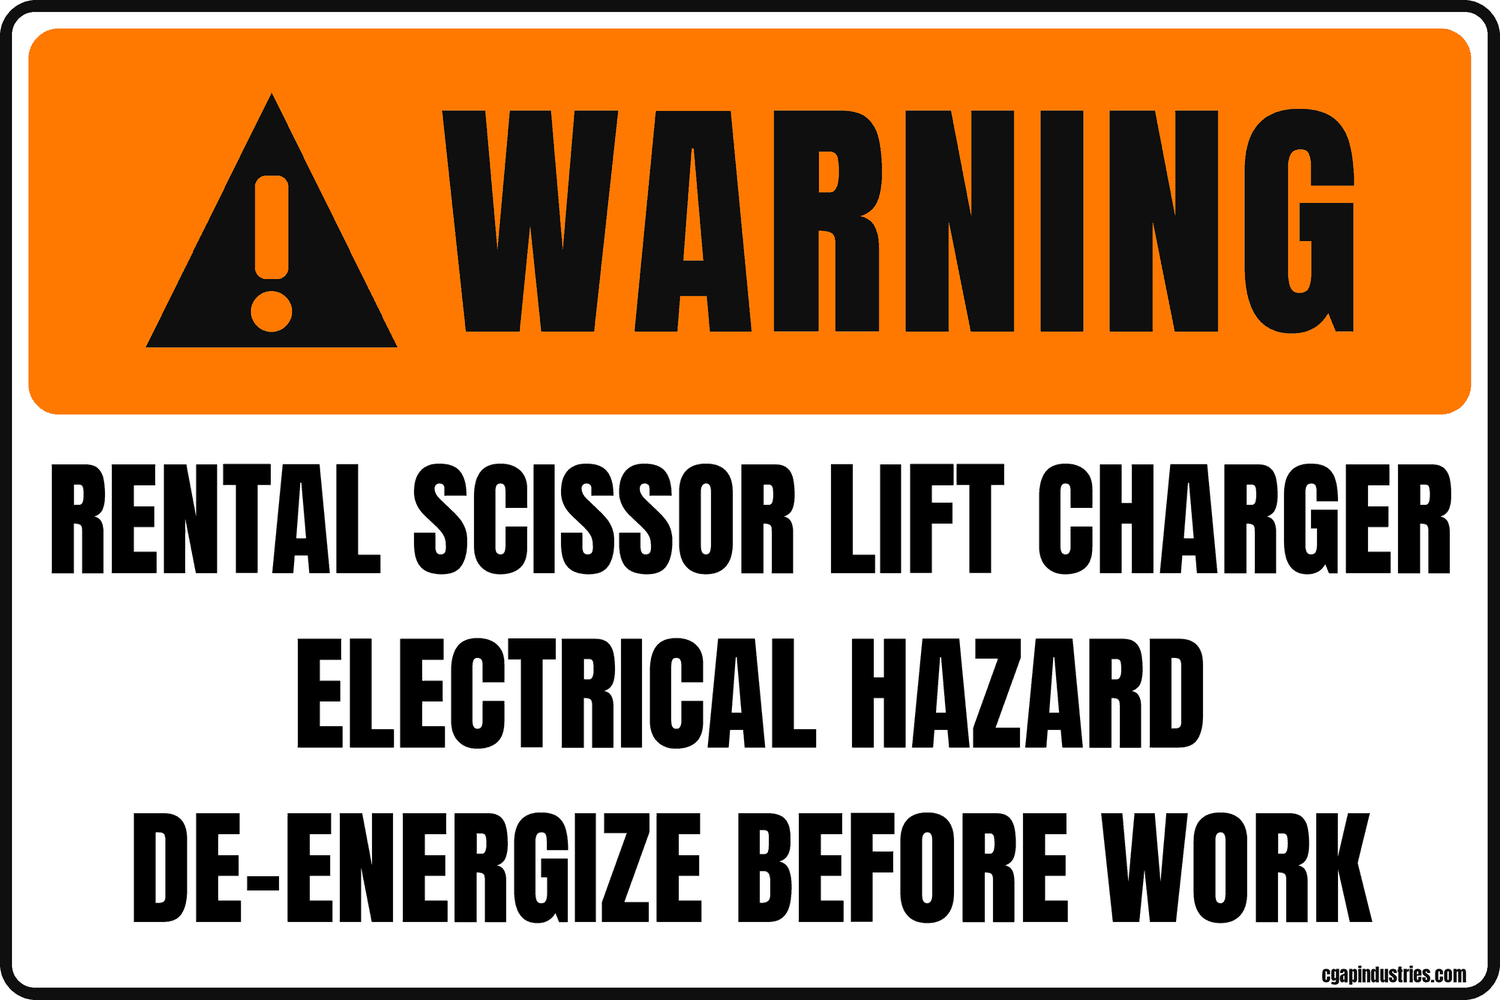 WARNING
RENTAL SCISSOR LIFT CHARGER
ELECTRICAL HAZARD
DE-ENERGIZE BEFORE WORK
cgapindustries.com